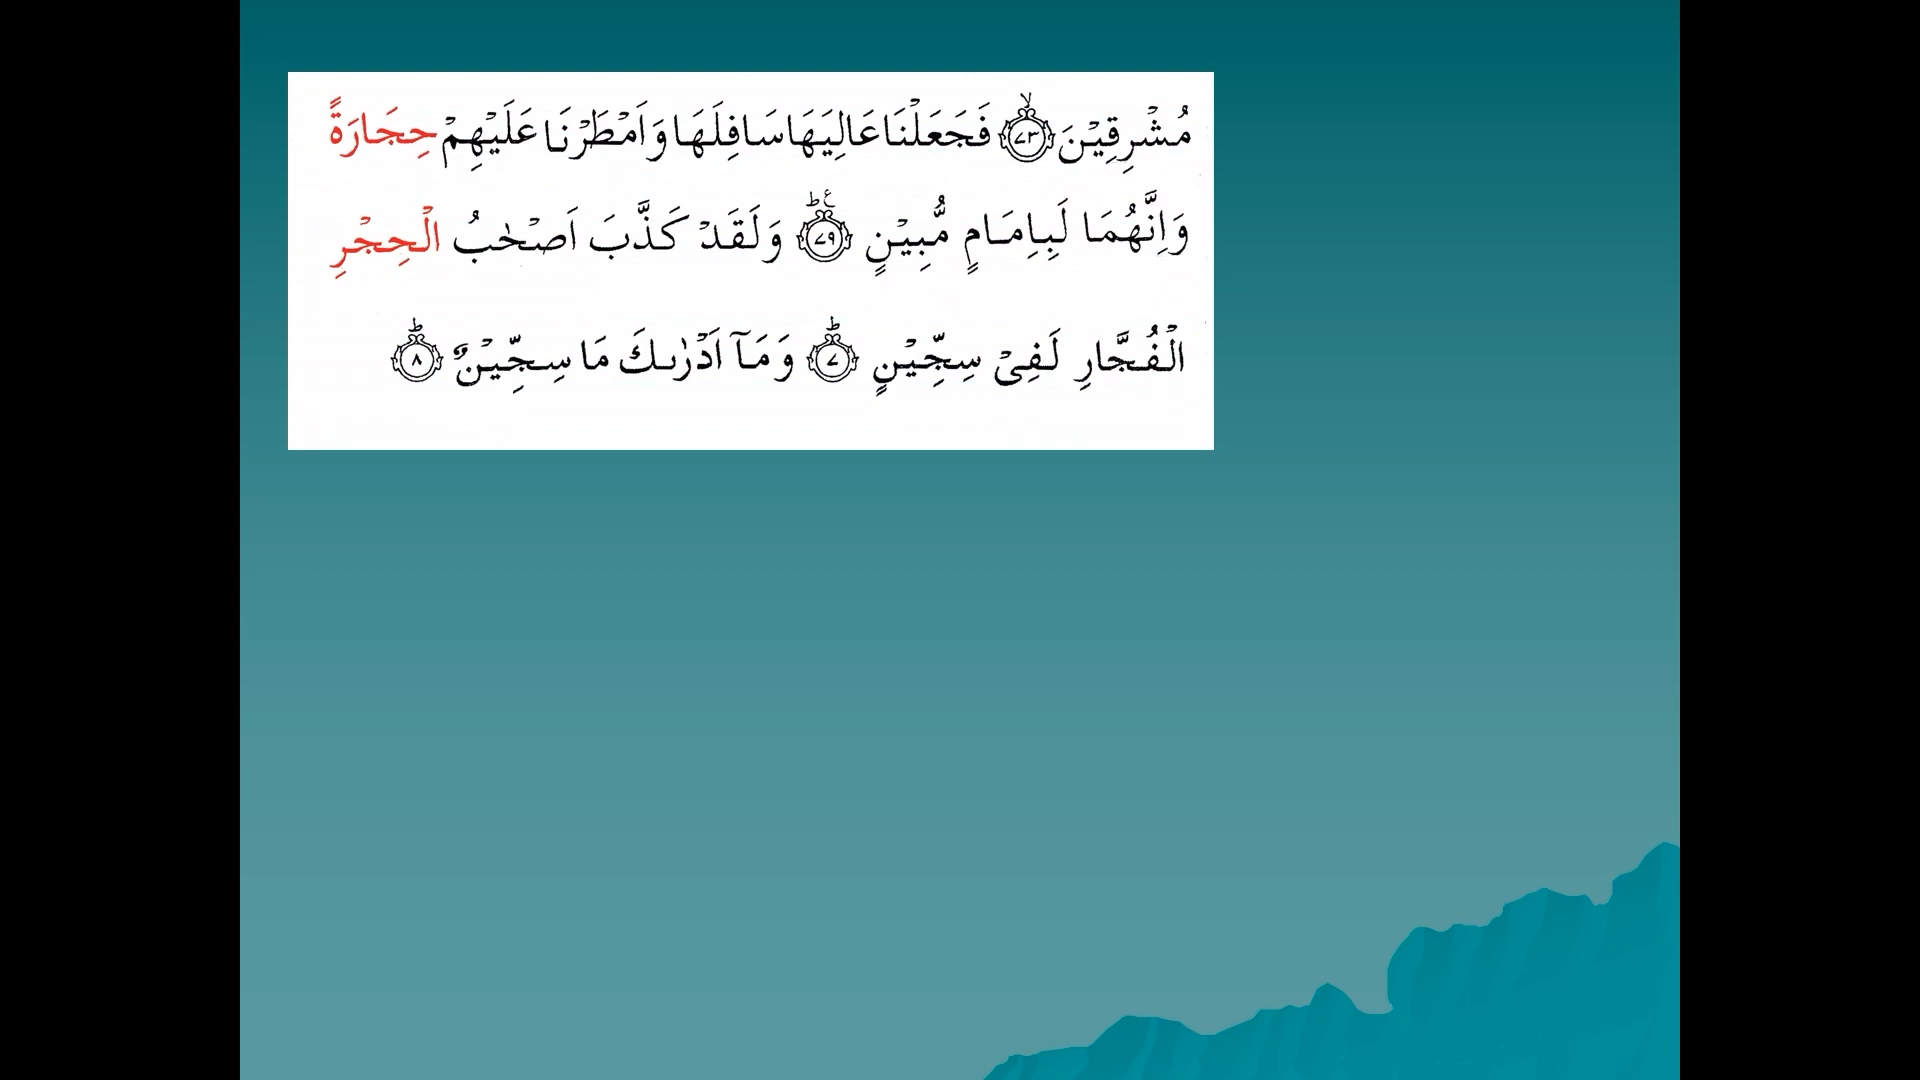 مُشْرِقِيْنَ ۙ﴿٧٣﴾ فَجَعَلْنَا عَالِيَهَا سَافِلَهَا وَاَمْطَرْنَا عَلَيْهِمْ حِجَارَةً
وَاِنَّهُمَا لَبِاِمَامٍ مُّبِيْنٍ ؕع﴿٧٩﴾ وَلَقَدْ كَذَّبَ اَصْحٰبُ الْحِجْرِ
الْفُجَّارِ لَفِيْ سِجِّيْنٍ ؕ﴿٧﴾ وَمَآ اَدْرٰىكَ مَا سِجِّيْنٌ ؕ﴿٨﴾